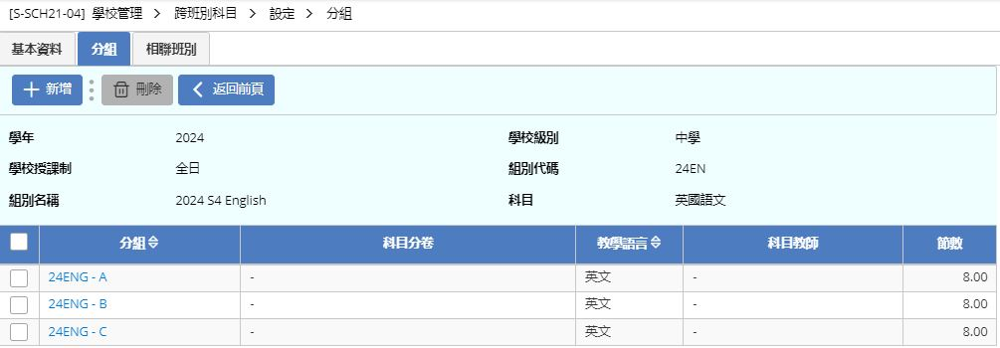 [S-SCH21-04] 學校管理 > 跨班別科目 > 設定 > 分組
基本資料 分組 相聯班別
新增 刪除 返回前頁
學年 2024 學校級別 中學
學校授課制 全日 組別代碼 24EN
組別名稱 2024 S4 English 科目 英國語文
分組 科目分卷 教學語言 科目教師 節數
24ENG - A - 英文 - 8.00
24ENG - B - 英文 - 8.00
24ENG - C - 英文 - 8.00